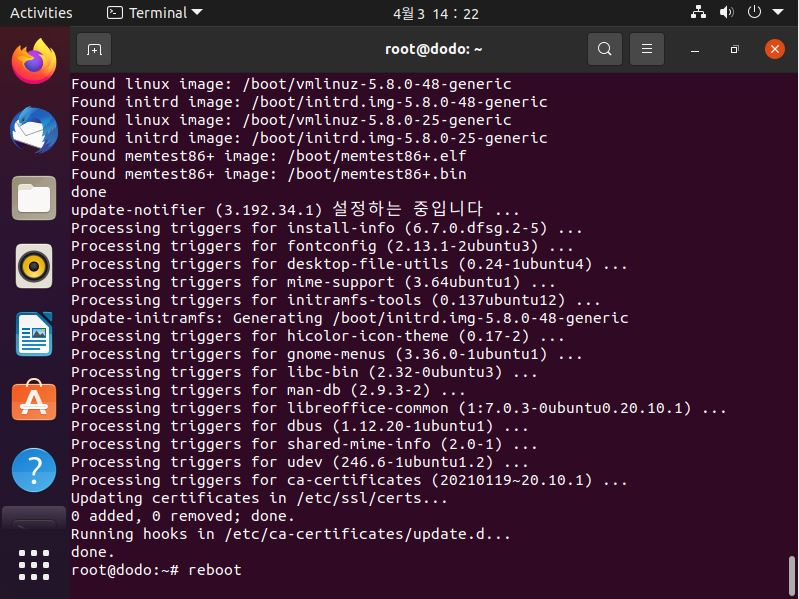 Activities Terminal 4월 3 14 : 22
root@dodo: ~
Found linux image: /boot/vmlinuz-5.8.0-48-generic
Found initrd image: /boot/initrd.img-5.8.0-48-generic
Found linux image: /boot/vmlinuz-5.8.0-25-generic
Found initrd image: /boot/initrd.img-5.8.0-25-generic
Found memtest86+ image: /boot/memtest86+.elf
Found memtest86+ image: /boot/memtest86+.bin
done
update-notifier (3.192.34.1) 설정하는 중입니다 ...
Processing triggers for install-info (6.7.0.dfsg.2-5) ...
Processing triggers for fontconfig (2.13.1-2ubuntu3) ...
Processing triggers for desktop-file-utils (0.24-1ubuntu4) ...
Processing triggers for mime-support (3.64ubuntu1) ...
Processing triggers for initramfs-tools (0.137ubuntu12) ...
update-initramfs: Generating /boot/initrd.img-5.8.0-48-generic
Processing triggers for hicolor-icon-theme (0.17-2) ...
Processing triggers for gnome-menus (3.36.0-1ubuntu1) ...
Processing triggers for libc-bin (2.32-0ubuntu3) ...
Processing triggers for man-db (2.9.3-2) ...
Processing triggers for libreoffice-common (1:7.0.3-0ubuntu0.20.10.1) ...
Processing triggers for dbus (1.12.20-1ubuntu1) ...
Processing triggers for shared-mime-info (2.0-1) ...
Processing triggers for udev (246.6-1ubuntu1.2) ...
Processing triggers for ca-certificates (20210119~20.10.1) ...
Updating certificates in /etc/ssl/certs...
0 added, 0 removed; done.
Running hooks in /etc/ca-certificates/update.d...
done.
root@dodo:~# reboot